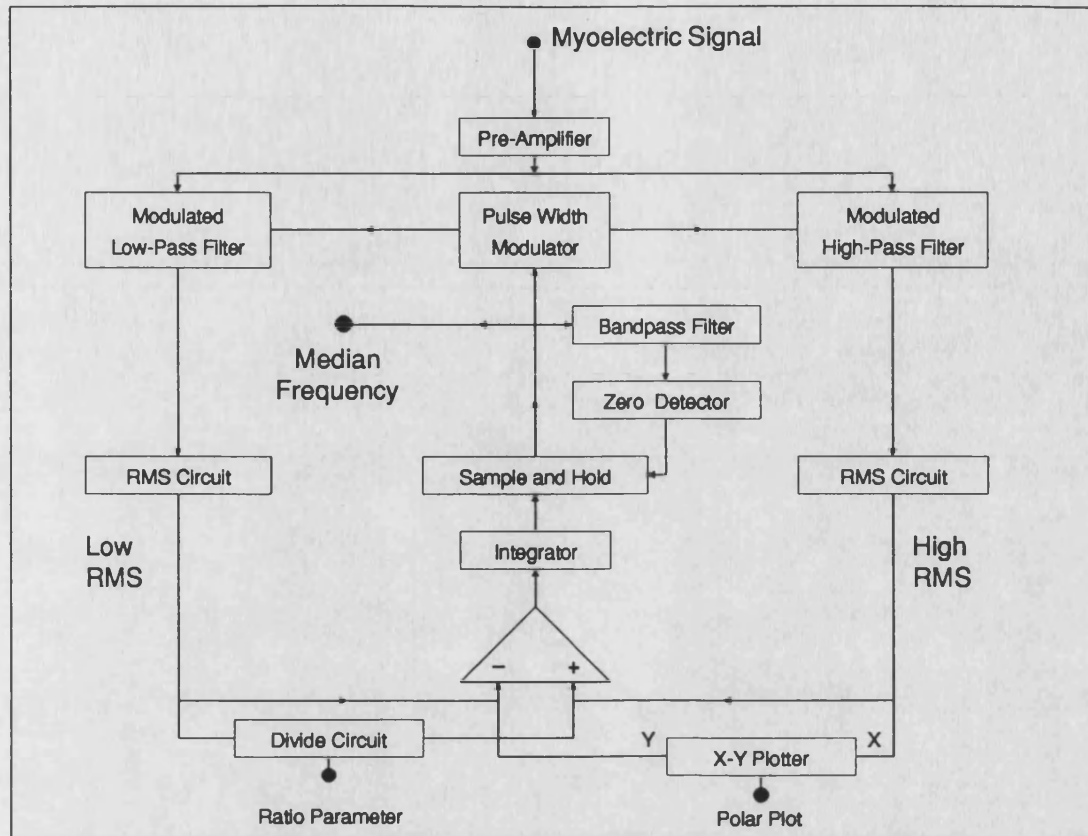 Myoelectric Signal
Pre-Amplifier
Modulated
Low-Pass Filter
Pulse Width
Modulator
Modulated
High-Pass Filter
Bandpass Filter
Median
Frequency
Zero Detector
RMS Circuit
Sample and Hold
RMS Circuit
Low
RMS
Integrator
High
RMS
− +
Divide Circuit
Y
X-Y Plotter
X
Ratio Parameter
Polar Plot